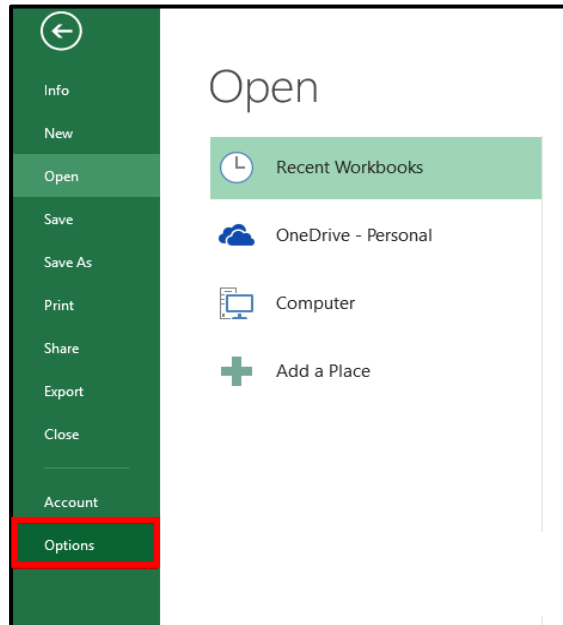 Info
New
Open
Save
Save As
Print
Share
Export
Close
Account
Options
Open
Recent Workbooks
OneDrive - Personal
Computer
Add a Place